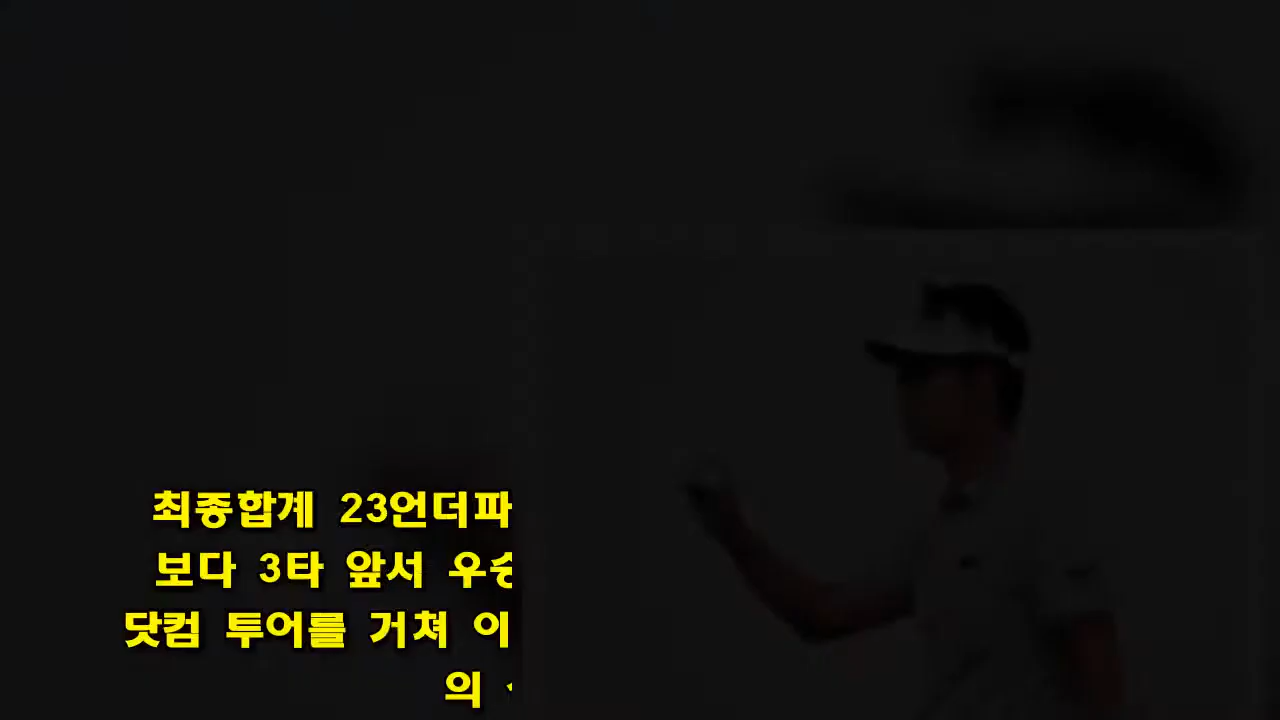 최종합계 23언더파
보다 3타 앞서
닷컴 투어를 거쳐 이
의